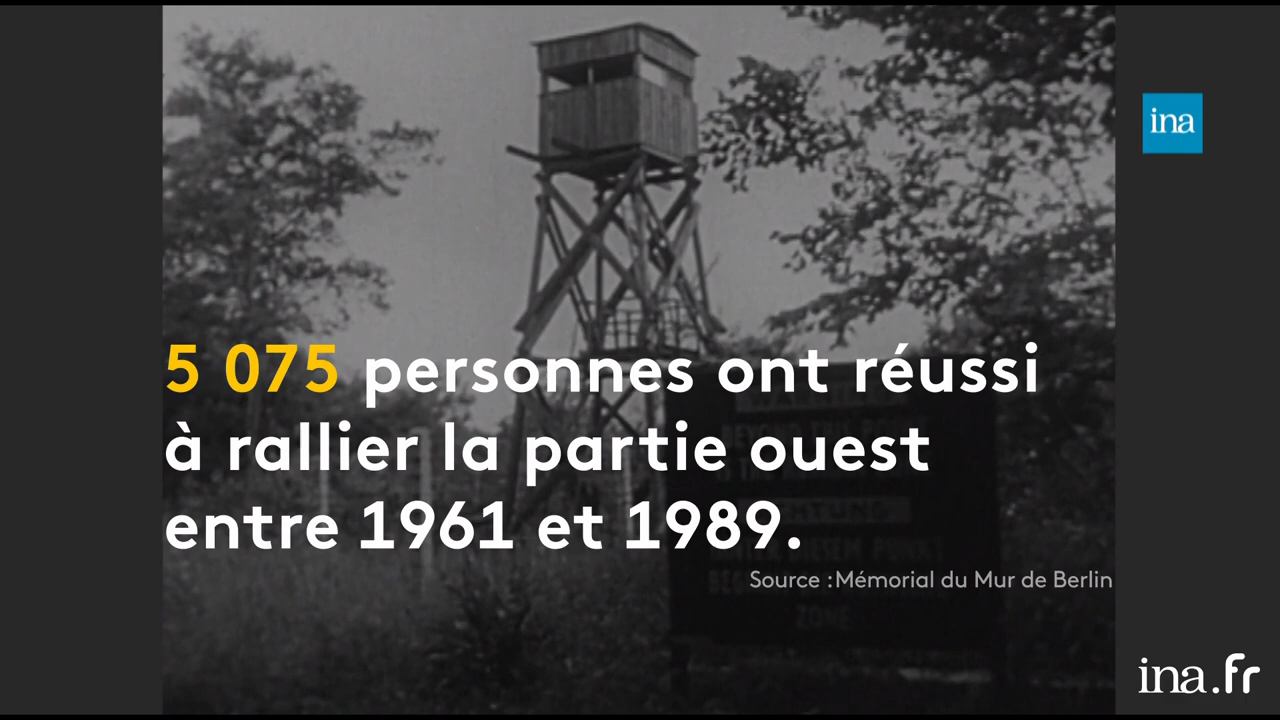 ina
5 075 personnes ont réussi
à rallier la partie ouest
entre 1961 et 1989.
Source : Mémorial du Mur de Berlin
ina.fr